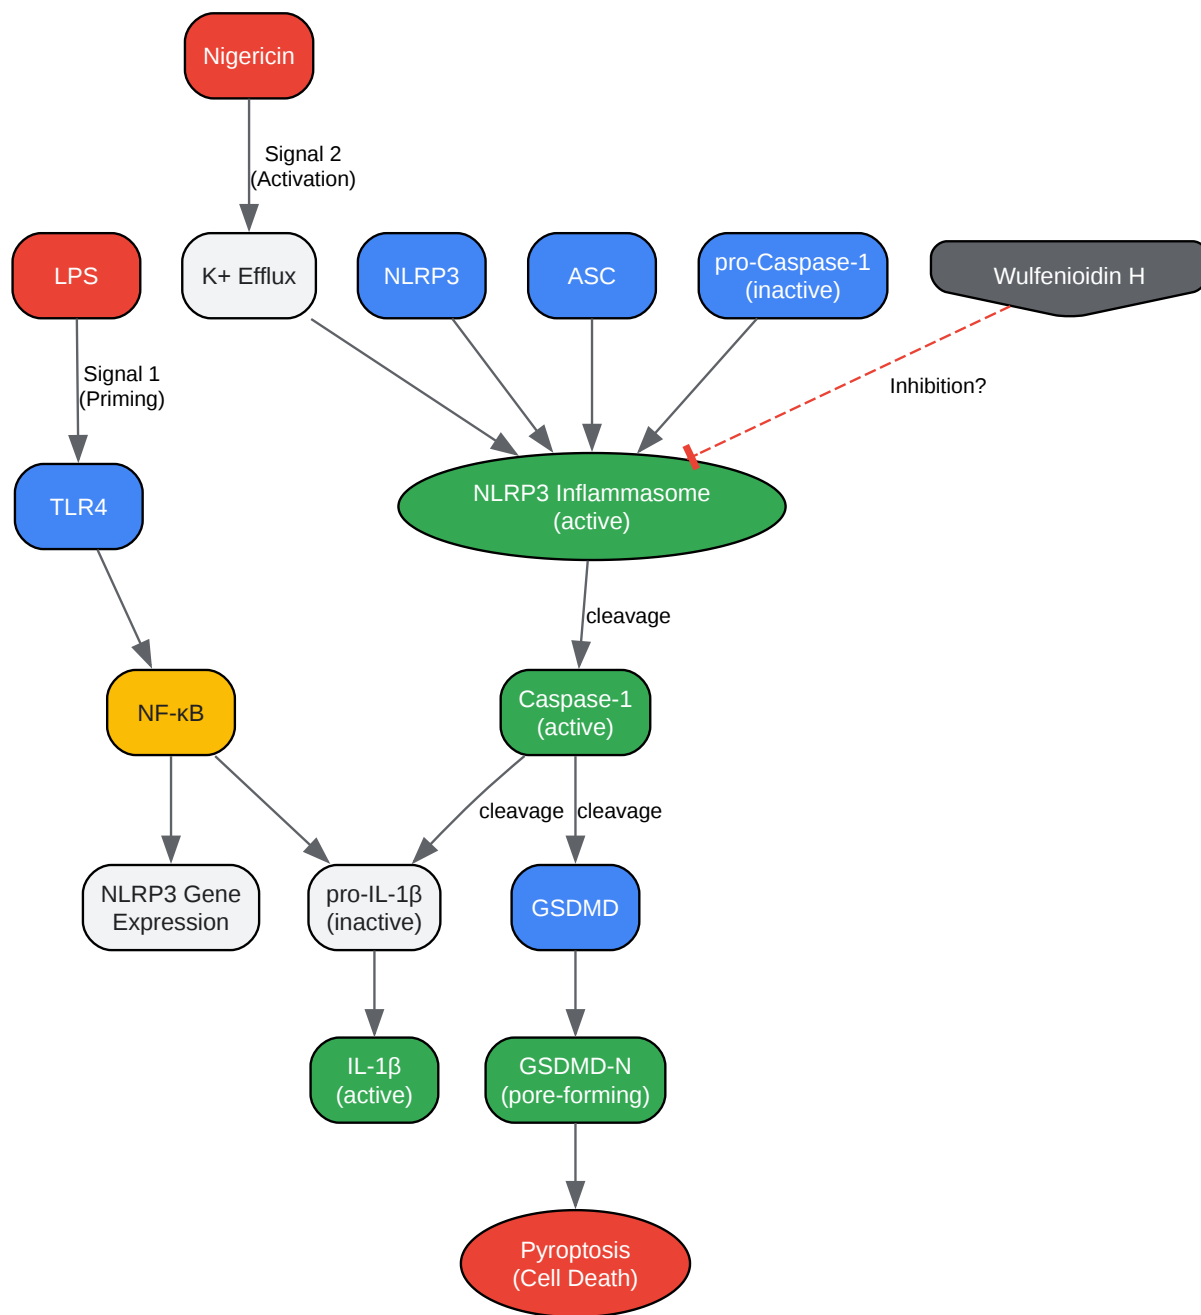 Nigericin
Signal 2
(Activation)
LPS
K+ Efflux
NLRP3
ASC
pro-Caspase-1
(inactive)
Wulfenioidin H
Signal 1
(Priming)
Inhibition?
TLR4
NLRP3 Inflammasome
(active)
cleavage
NF-κB
Caspase-1
(active)
cleavage
cleavage
NLRP3 Gene
Expression
pro-IL-1β
(inactive)
GSDMD
IL-1β
(active)
GSDMD-N
(pore-forming)
Pyroptosis
(Cell Death)